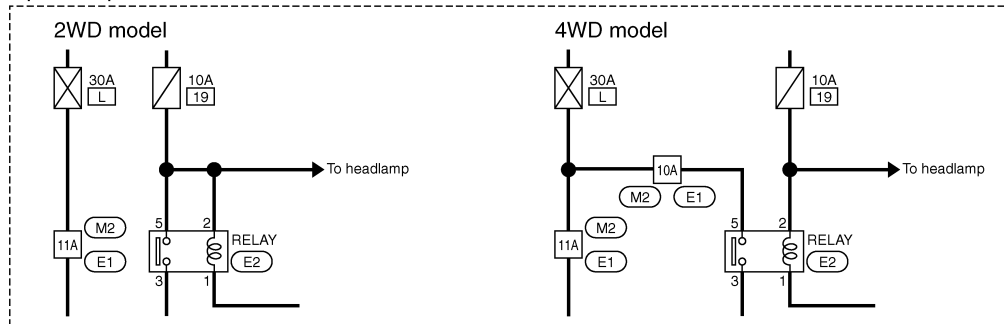 2WD model
30A
L
10A
19
To headlamp
M2
11A
E1
5
2
RELAY
E2
3
1
4WD model
30A
L
10A
19
10A
To headlamp
M2
E1
M2
11A
E1
5
2
RELAY
E2
3
1